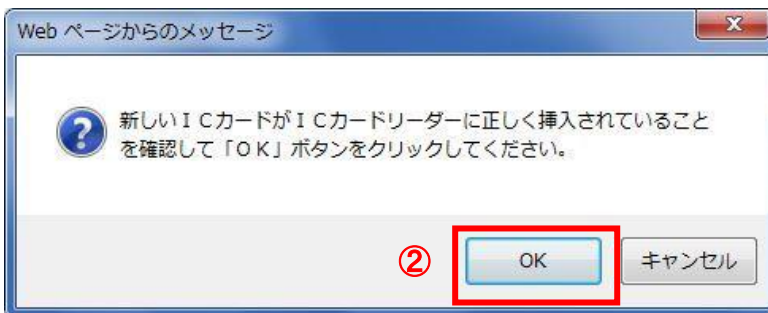 Web ページからのメッセージ
新しいＩＣカードがＩＣカードリーダーに正しく挿入されていること
を確認して「ＯＫ」ボタンをクリックしてください。
②
OK
キャンセル